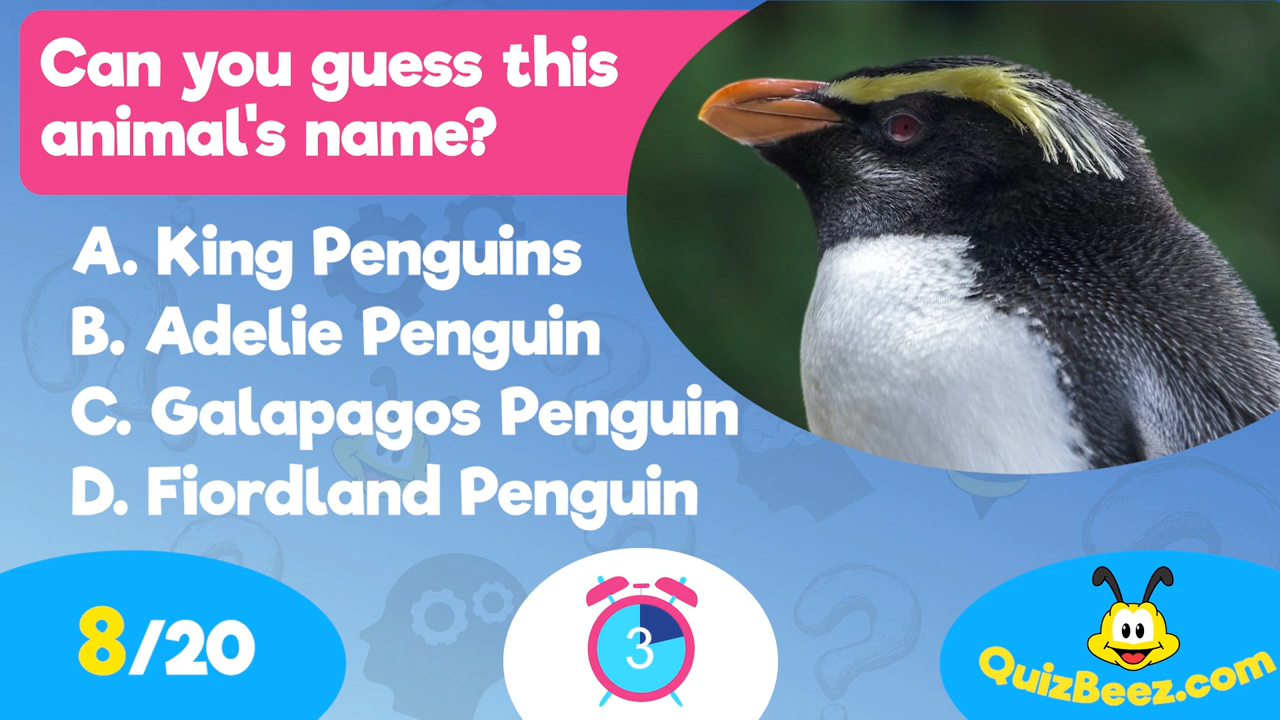 Can you guess this
animal's name?
A. King Penguins
B. Adelie Penguin
C. Galapagos Penguin
D. Fiordland Penguin
8/20
3
QuizBeez.com